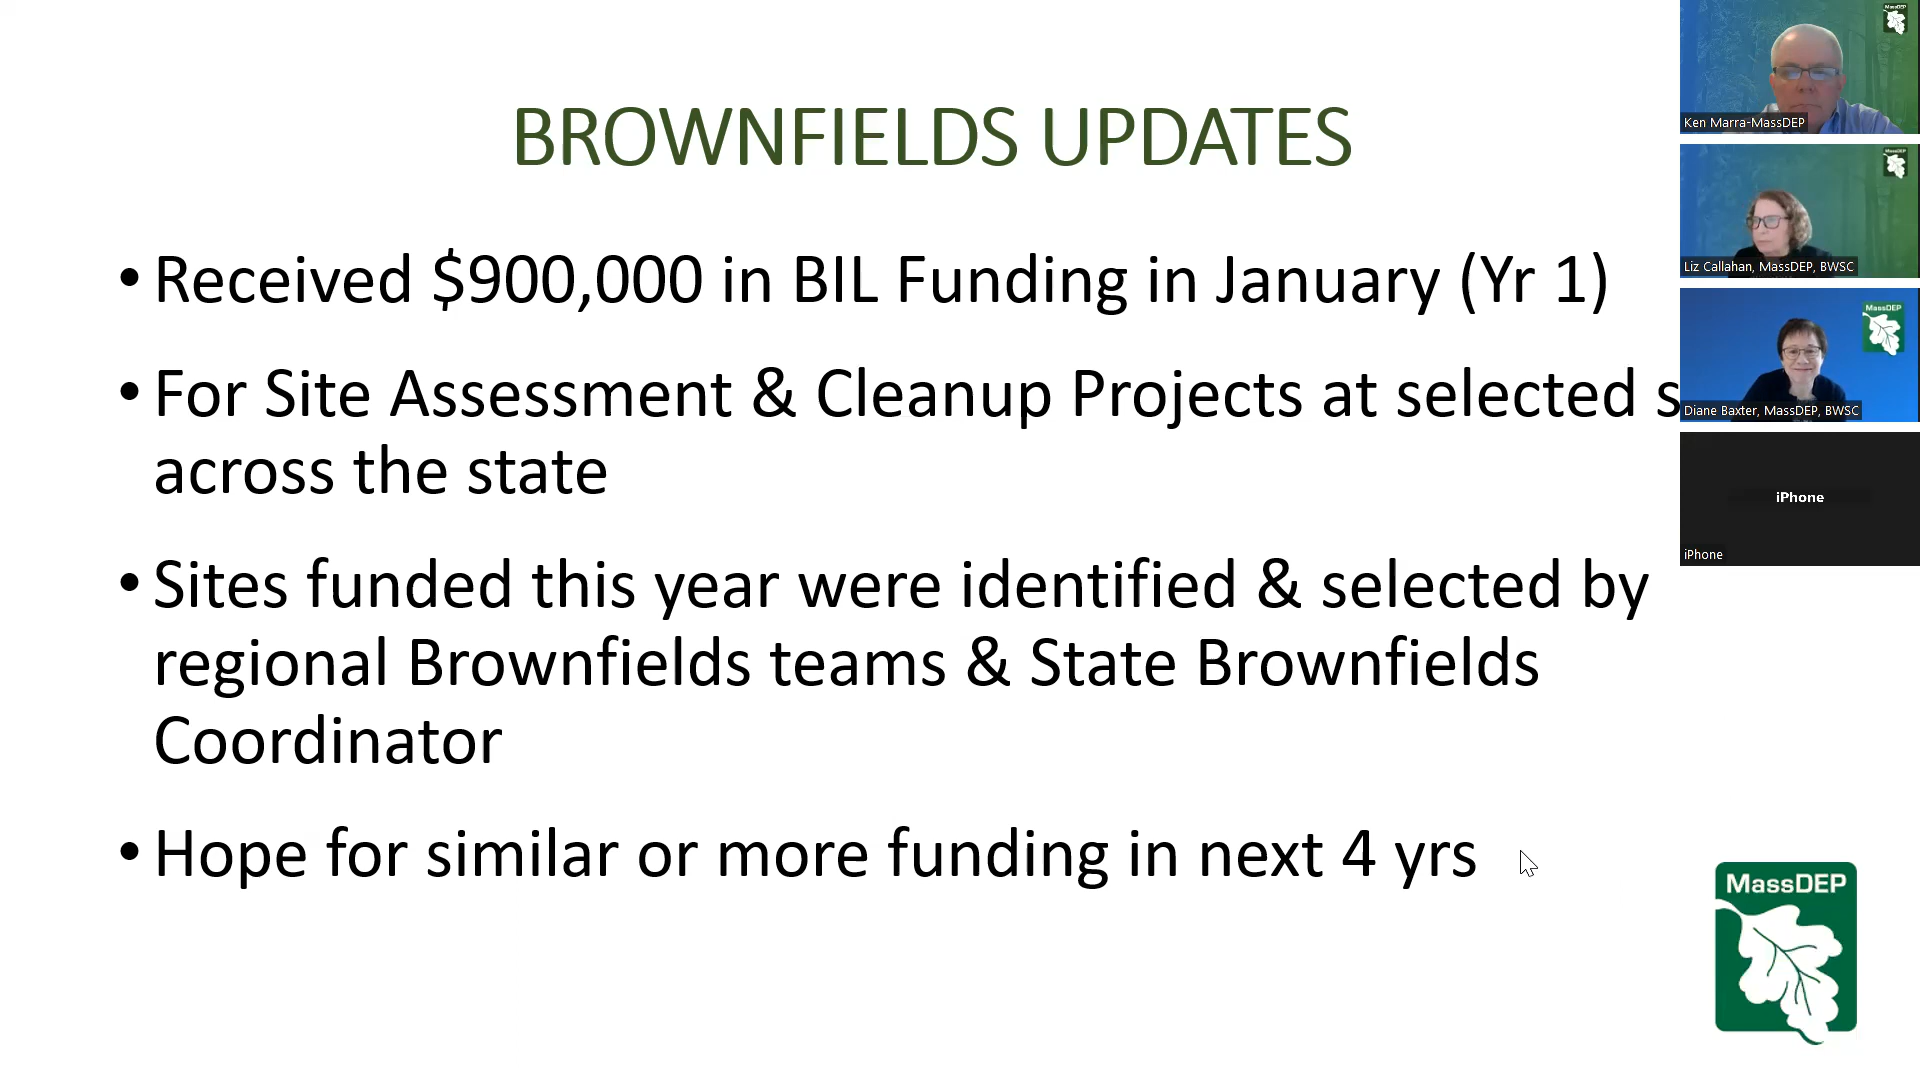 BROWNFIELDS UPDATES
• Received $900,000 in BIL Funding in January (Yr 1)
• For Site Assessment & Cleanup Projects at selected s
across the state
• Sites funded this year were identified & selected by
regional Brownfields teams & State Brownfields
Coordinator
• Hope for similar or more funding in next 4 yrs
MassDEP
MassDEP
Ken Marra-MassDEP
Liz Callahan, MassDEP, BWSC
MassDEP
Diane Baxter, MassDEP, BWSC
iPhone
iPhone